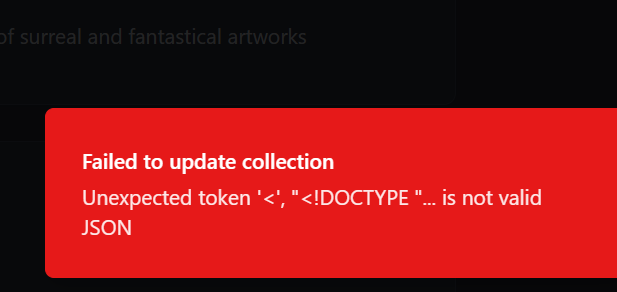 of surreal and fantastical artworks
Failed to update collection
Unexpected token '<', "<!DOCTYPE "... is not valid
JSON